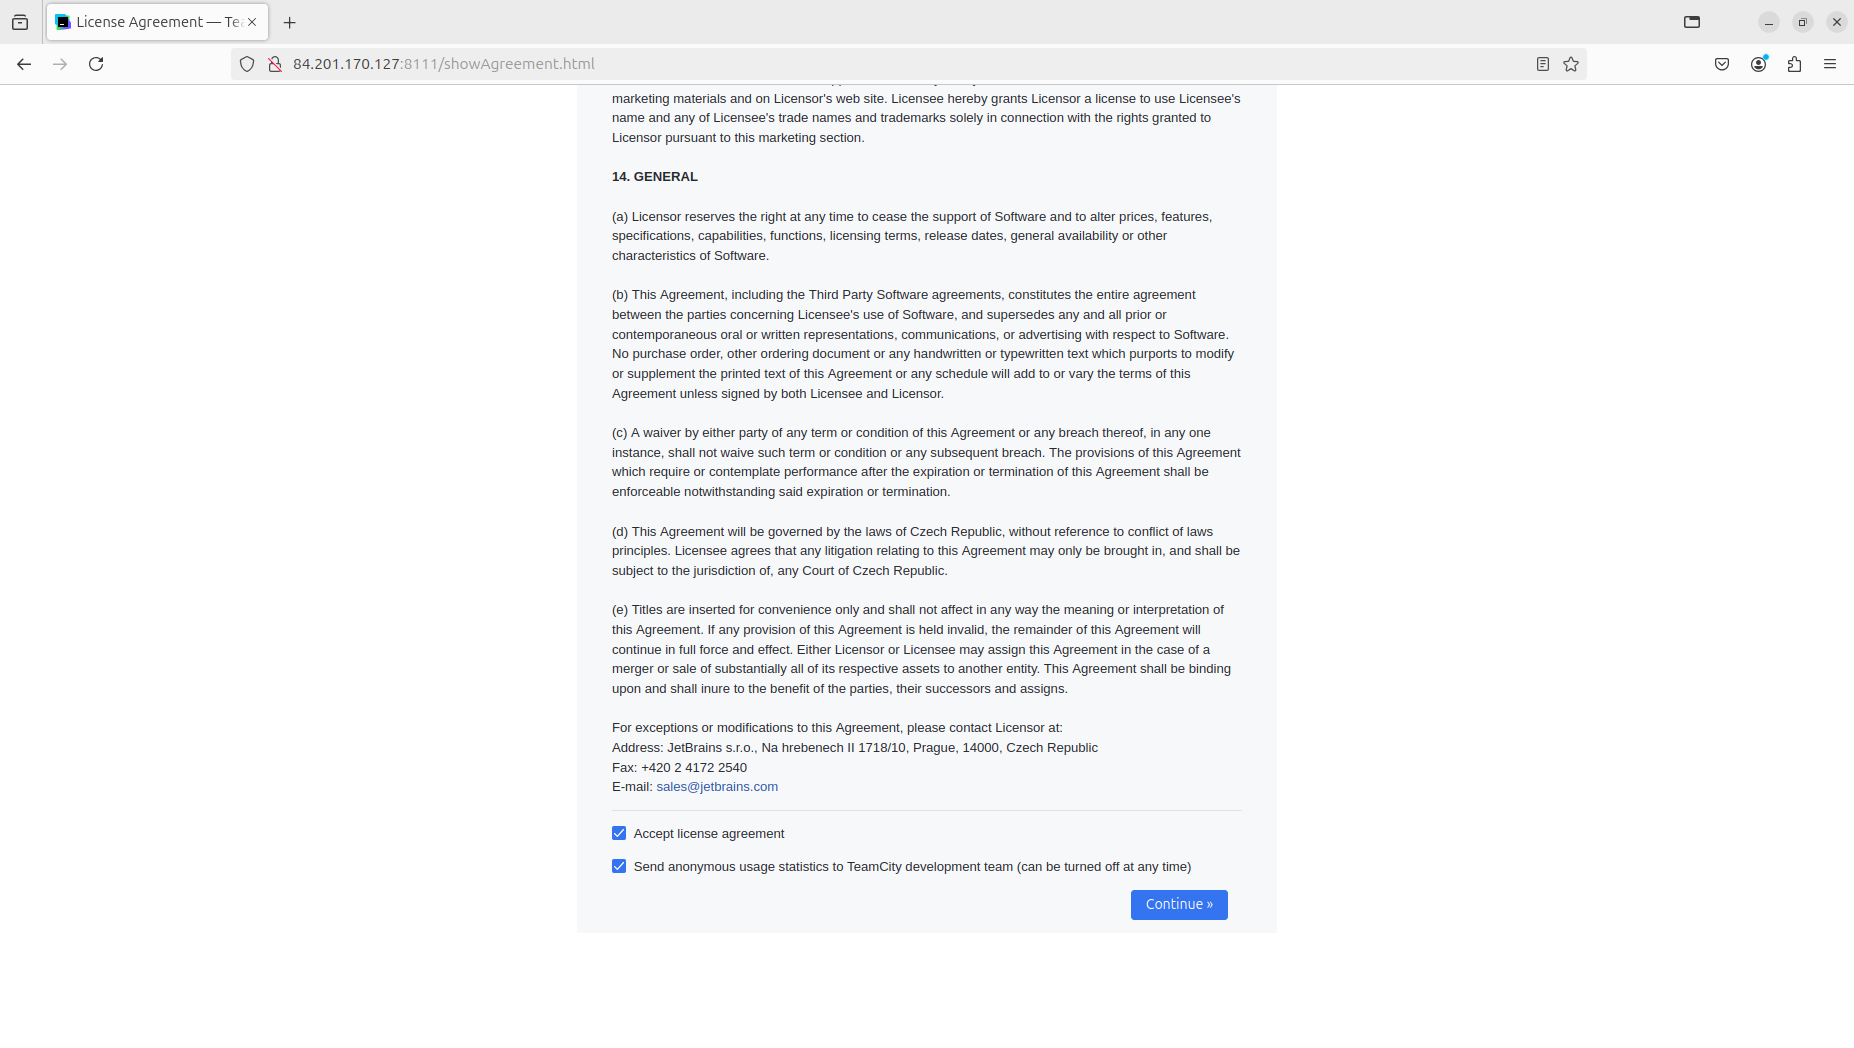 License Agreement — Te
84.201.170.127:8111/showAgreement.html
marketing materials and on Licensor's web site. Licensee hereby grants Licensor a license to use Licensee's
name and any of Licensee's trade names and trademarks solely in connection with the rights granted to
Licensor pursuant to this marketing section.
14. GENERAL
(a) Licensor reserves the right at any time to cease the support of Software and to alter prices, features,
specifications, capabilities, functions, licensing terms, release dates, general availability or other
characteristics of Software.
(b) This Agreement, including the Third Party Software agreements, constitutes the entire agreement
between the parties concerning Licensee's use of Software, and supersedes any and all prior or
contemporaneous oral or written representations, communications, or advertising with respect to Software.
No purchase order, other ordering document or any handwritten or typewritten text which purports to modify
or supplement the printed text of this Agreement or any schedule will add to or vary the terms of this
Agreement unless signed by both Licensee and Licensor.
(c) A waiver by either party of any term or condition of this Agreement or any breach thereof, in any one
instance, shall not waive such term or condition or any subsequent breach. The provisions of this Agreement
which require or contemplate performance after the expiration or termination of this Agreement shall be
enforceable notwithstanding said expiration or termination.
(d) This Agreement will be governed by the laws of Czech Republic, without reference to conflict of laws
principles. Licensee agrees that any litigation relating to this Agreement may only be brought in, and shall be
subject to the jurisdiction of, any Court of Czech Republic.
(e) Titles are inserted for convenience only and shall not affect in any way the meaning or interpretation of
this Agreement. If any provision of this Agreement is held invalid, the remainder of this Agreement will
continue in full force and effect. Either Licensor or Licensee may assign this Agreement in the case of a
merger or sale of substantially all of its respective assets to another entity. This Agreement shall be binding
upon and shall inure to the benefit of the parties, their successors and assigns.
For exceptions or modifications to this Agreement, please contact Licensor at:
Address: JetBrains s.r.o., Na hrebenech II 1718/10, Prague, 14000, Czech Republic
Fax: +420 2 4172 2540
E-mail: sales@jetbrains.com
Accept license agreement
Send anonymous usage statistics to TeamCity development team (can be turned off at any time)
Continue »